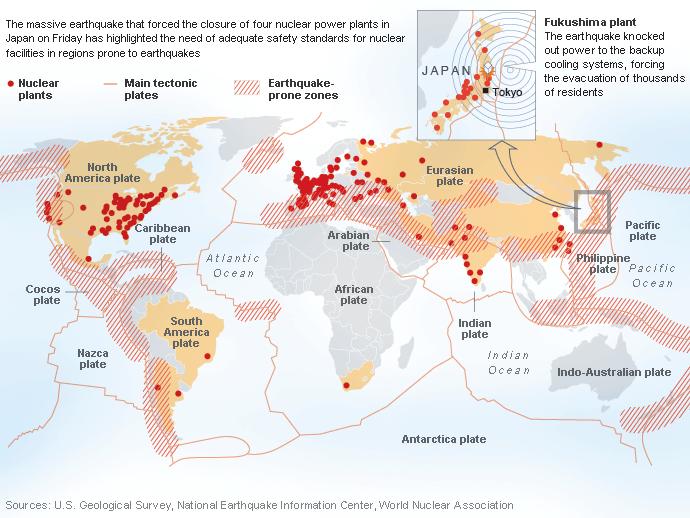 The massive earthquake that forced the closure of four nuclear power plants in
Japan on Friday has highlighted the need of adequate safety standards for nuclear
facilities in regions prone to earthquakes
Fukushima plant
The earthquake knocked
out power to the backup
cooling systems, forcing
the evacuation of thousands
of residents
JAPAN
Tokyo
Nuclear
plants
Main tectonic
plates
Earthquake-
prone zones
North
America plate
Eurasian
plate
Caribbean
plate
Arabian
plate
Pacific
plate
Philippine
plate
Atlantic
Ocean
Pacific
Ocean
Cocos
plate
African
plate
South
America
plate
Indian
plate
Nazca
plate
Indian
Ocean
Indo-Australian plate
Antarctica plate
Sources: U.S. Geological Survey, National Earthquake Information Center, World Nuclear Association